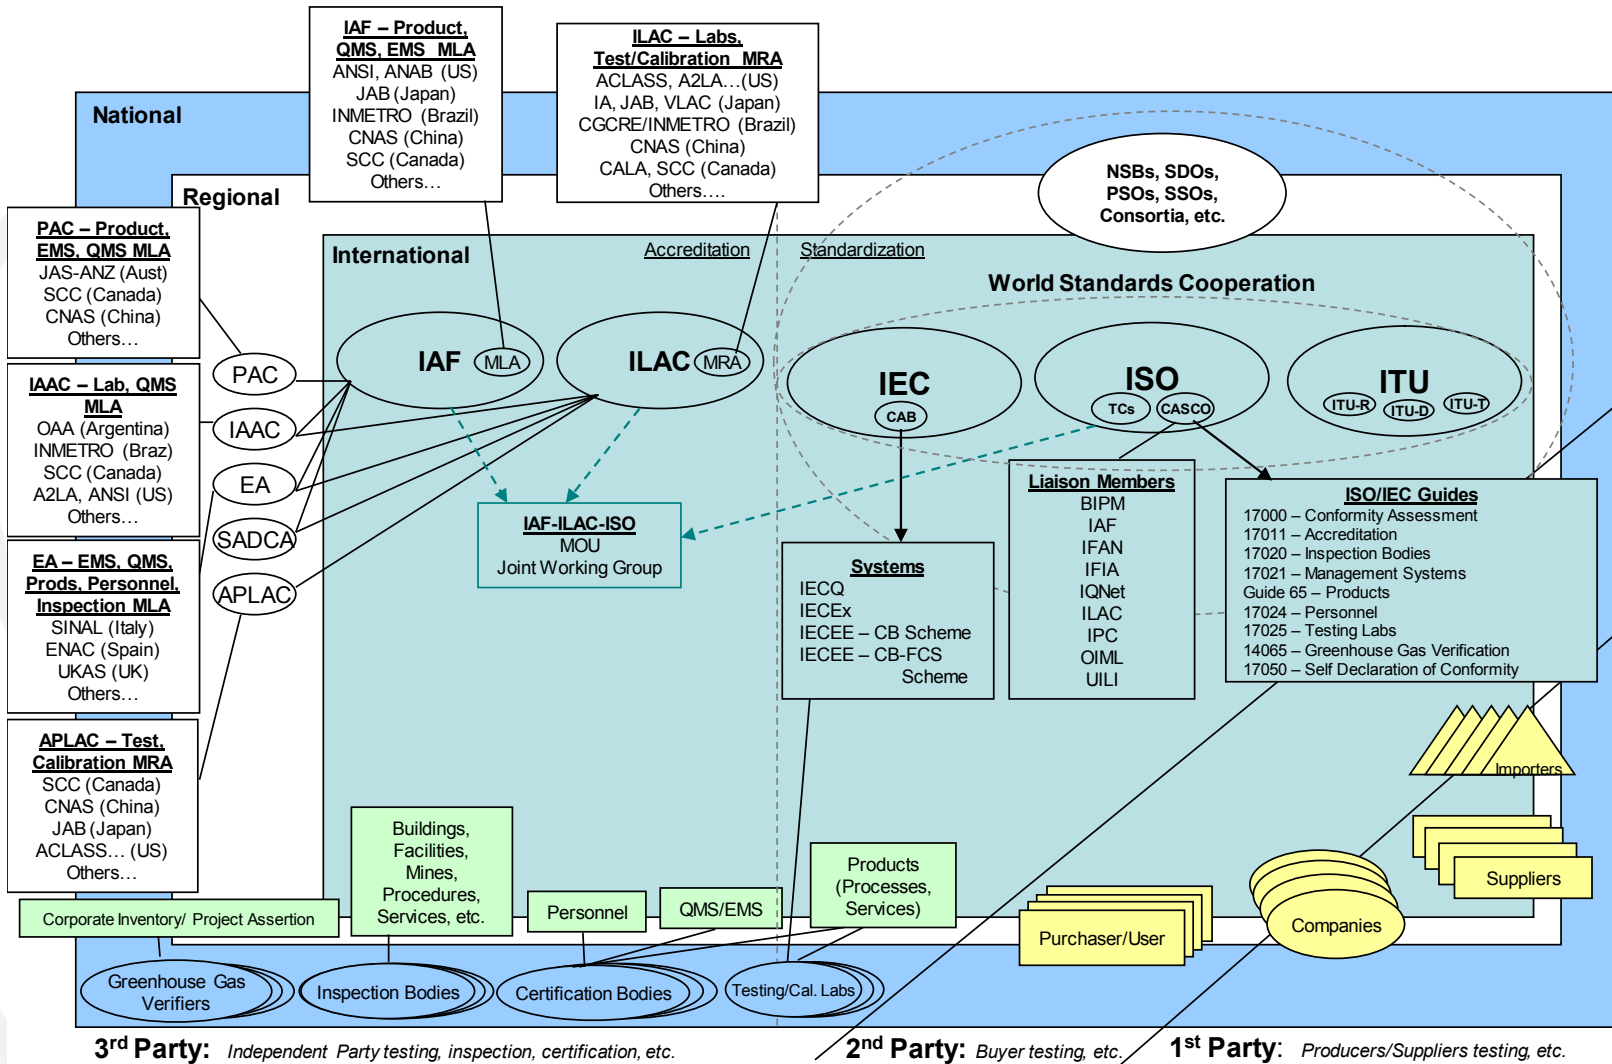 IAF – Product,
QMS, EMS  MLA
ANSI, ANAB (US)
JAB (Japan)
INMETRO (Brazil)
CNAS (China)
SCC (Canada)
Others…
ILAC – Labs,
Test/Calibration MRA
ACLASS, A2LA…(US)
IA, JAB, VLAC (Japan)
CGCRE/INMETRO (Brazil)
CNAS (China)
CALA, SCC (Canada)
Others….
National
Regional
International
Accreditation
Standardization
NSBs, SDOs,
PSOs, SSOs,
Consortia, etc.
World Standards Cooperation
PAC – Product,
EMS, QMS MLA
JAS-ANZ (Aust)
SCC (Canada)
CNAS (China)
Others…
IAAC – Lab, QMS
MLA
OAA (Argentina)
INMETRO (Braz)
SCC (Canada)
A2LA, ANSI (US)
Others…
EA – EMS, QMS,
Prods, Personnel,
Inspection MLA
SINAL (Italy)
ENAC (Spain)
UKAS (UK)
Others…
APLAC – Test,
Calibration MRA
SCC (Canada)
CNAS (China)
JAB (Japan)
ACLASS… (US)
Others…
PAC
IAAC
EA
SADCA
APLAC
IAF
MLA
ILAC
MRA
IEC
CAB
ISO
TCs
CASCO
ITU
ITU-R
ITU-D
ITU-T
IAF-ILAC-ISO
MOU
Joint Working Group
Systems
IECQ
IECEx
IECEE – CB Scheme
IECEE – CB-FCS
Scheme
Liaison Members
BIPM
IAF
IFAN
IFIA
IQNet
ILAC
IPC
OIML
UILI
ISO/IEC Guides
17000 – Conformity Assessment
17011 – Accreditation
17020 – Inspection Bodies
17021 – Management Systems
Guide 65 – Products
17024 – Personnel
17025 – Testing Labs
14065 – Greenhouse Gas Verification
17050 – Self Declaration of Conformity
Importers
Suppliers
Companies
Purchaser/User
Corporate Inventory/ Project Assertion
Buildings,
Facilities,
Mines,
Procedures,
Services, etc.
Personnel
QMS/EMS
Products
(Processes,
Services)
Greenhouse Gas
Verifiers
Inspection Bodies
Certification Bodies
Testing/Cal. Labs
3rd Party: Independent Party testing, inspection, certification, etc.
2nd Party: Buyer testing, etc.
1st Party: Producers/Suppliers testing, etc.